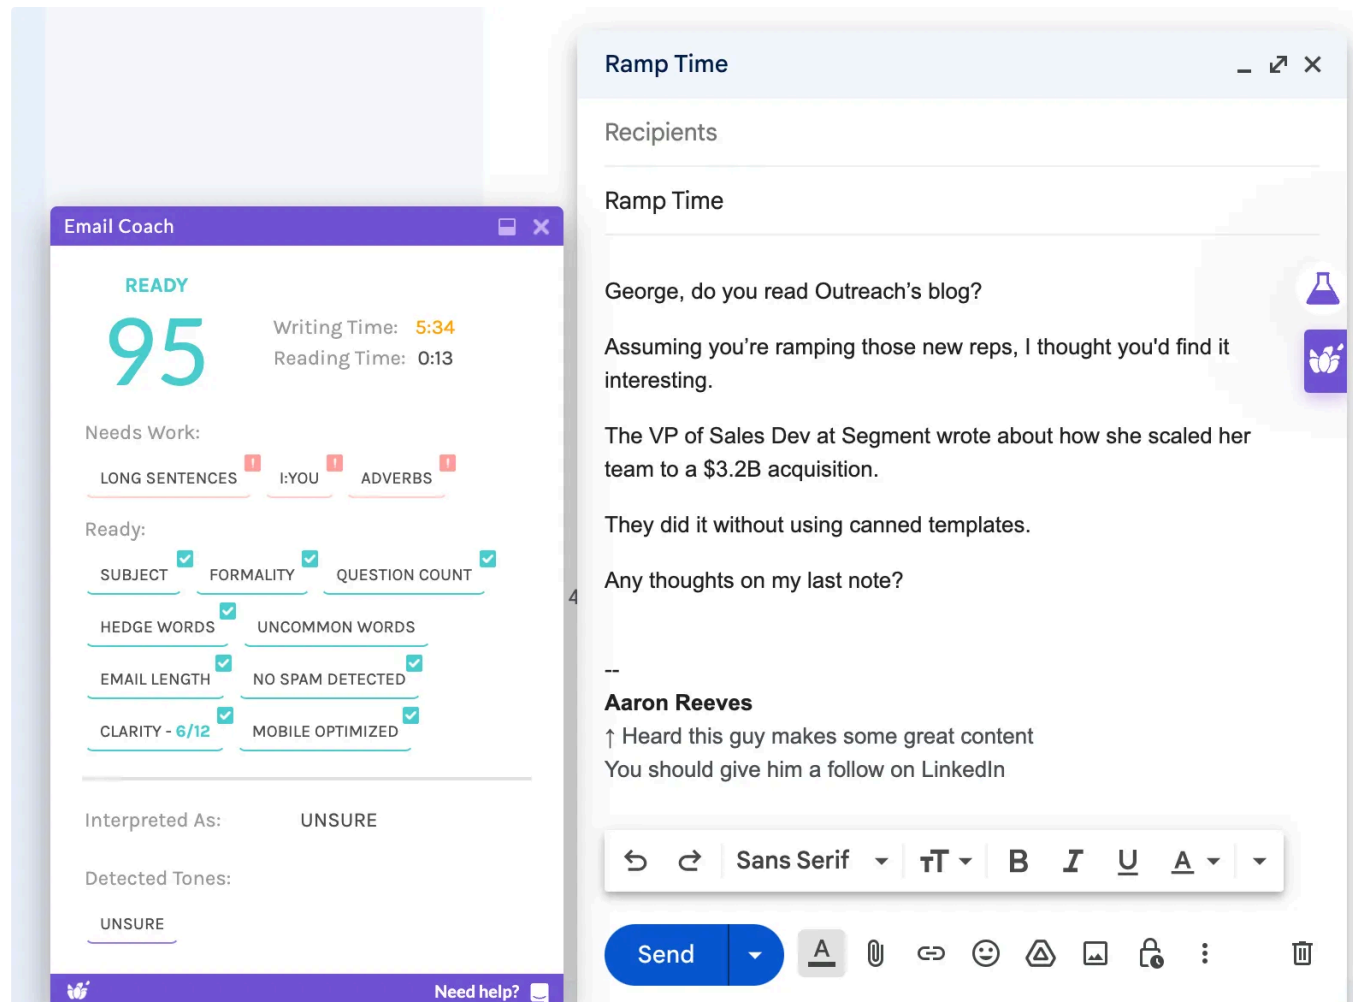 Email Coach
READY
95
Writing Time: 5:34
Reading Time: 0:13
Needs Work:
LONG SENTENCES
I:YOU
ADVERBS
Ready:
SUBJECT
FORMALITY
QUESTION COUNT
HEDGE WORDS
UNCOMMON WORDS
EMAIL LENGTH
NO SPAM DETECTED
CLARITY - 6/12
MOBILE OPTIMIZED
Interpreted As: UNSURE
Detected Tones:
UNSURE
Need help?
4
Ramp Time
Recipients
Ramp Time
George, do you read Outreach’s blog?
Assuming you’re ramping those new reps, I thought you'd find it
interesting.
The VP of Sales Dev at Segment wrote about how she scaled her
team to a $3.2B acquisition.
They did it without using canned templates.
Any thoughts on my last note?
--
Aaron Reeves
↑ Heard this guy makes some great content
You should give him a follow on LinkedIn
Sans Serif
Send